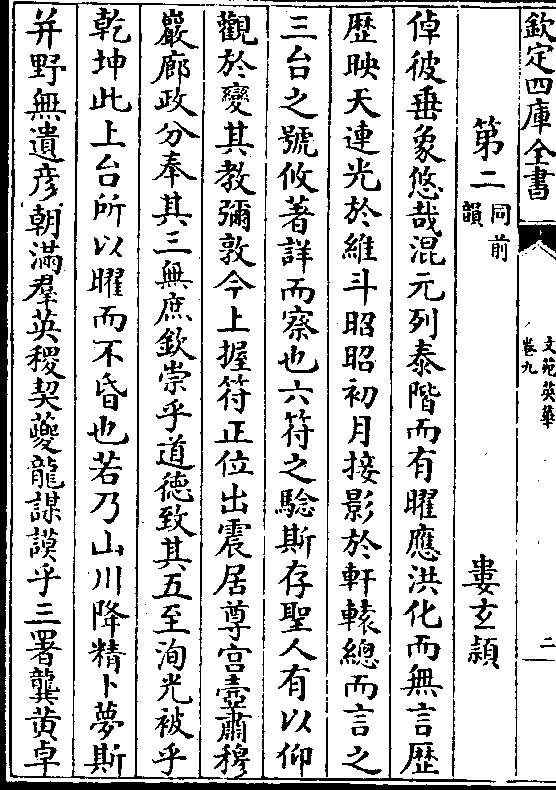 欽定四庫全書
文苑英華
卷九
二
第二同前韻
婁玄頴
倬彼垂象悠哉混元列泰階而有曜應洪化而無言歴
歴映天連光於維斗昭昭初月接影於軒轅總而言之
三台之號攸著詳而察也六符之驗斯存聖人有以仰
觀於變其教彌敦今上握符正位出震居尊宫壼肅穆
巖廊政分奉其三無庶欽崇乎道德致其五至洵光被乎
乾坤此上台所以曜而不昏也若乃山川降精卜夢斯
并野無遺彦朝滿羣英稷契夔龍謀謨乎三署龔黄卓